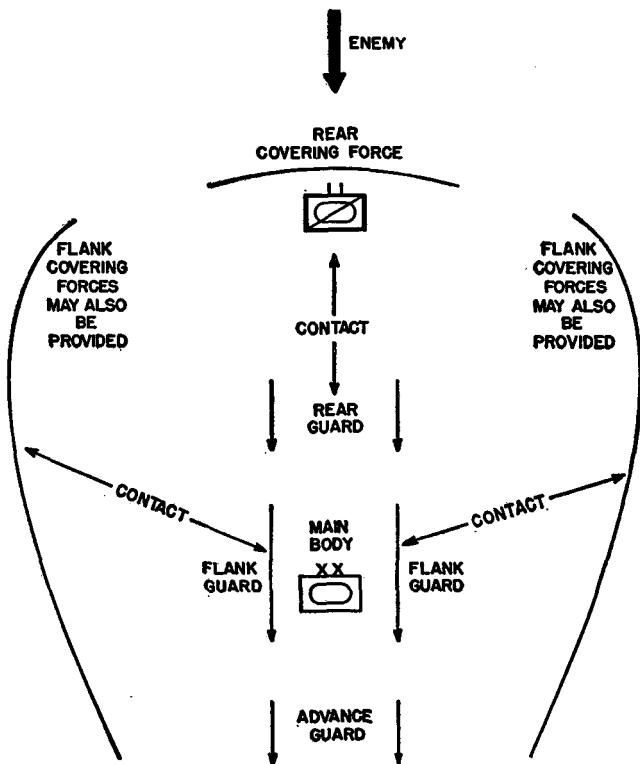 ENEMY
REAR
COVERING FORCE
FLANK
COVERING
FORCES
MAY ALSO
BE
PROVIDED
FLANK
COVERING
FORCES
MAY ALSO
BE
PROVIDED
CONTACT
REAR
GUARD
CONTACT
CONTACT
MAIN
BODY
XX
FLANK
GUARD
FLANK
GUARD
ADVANCE
GUARD